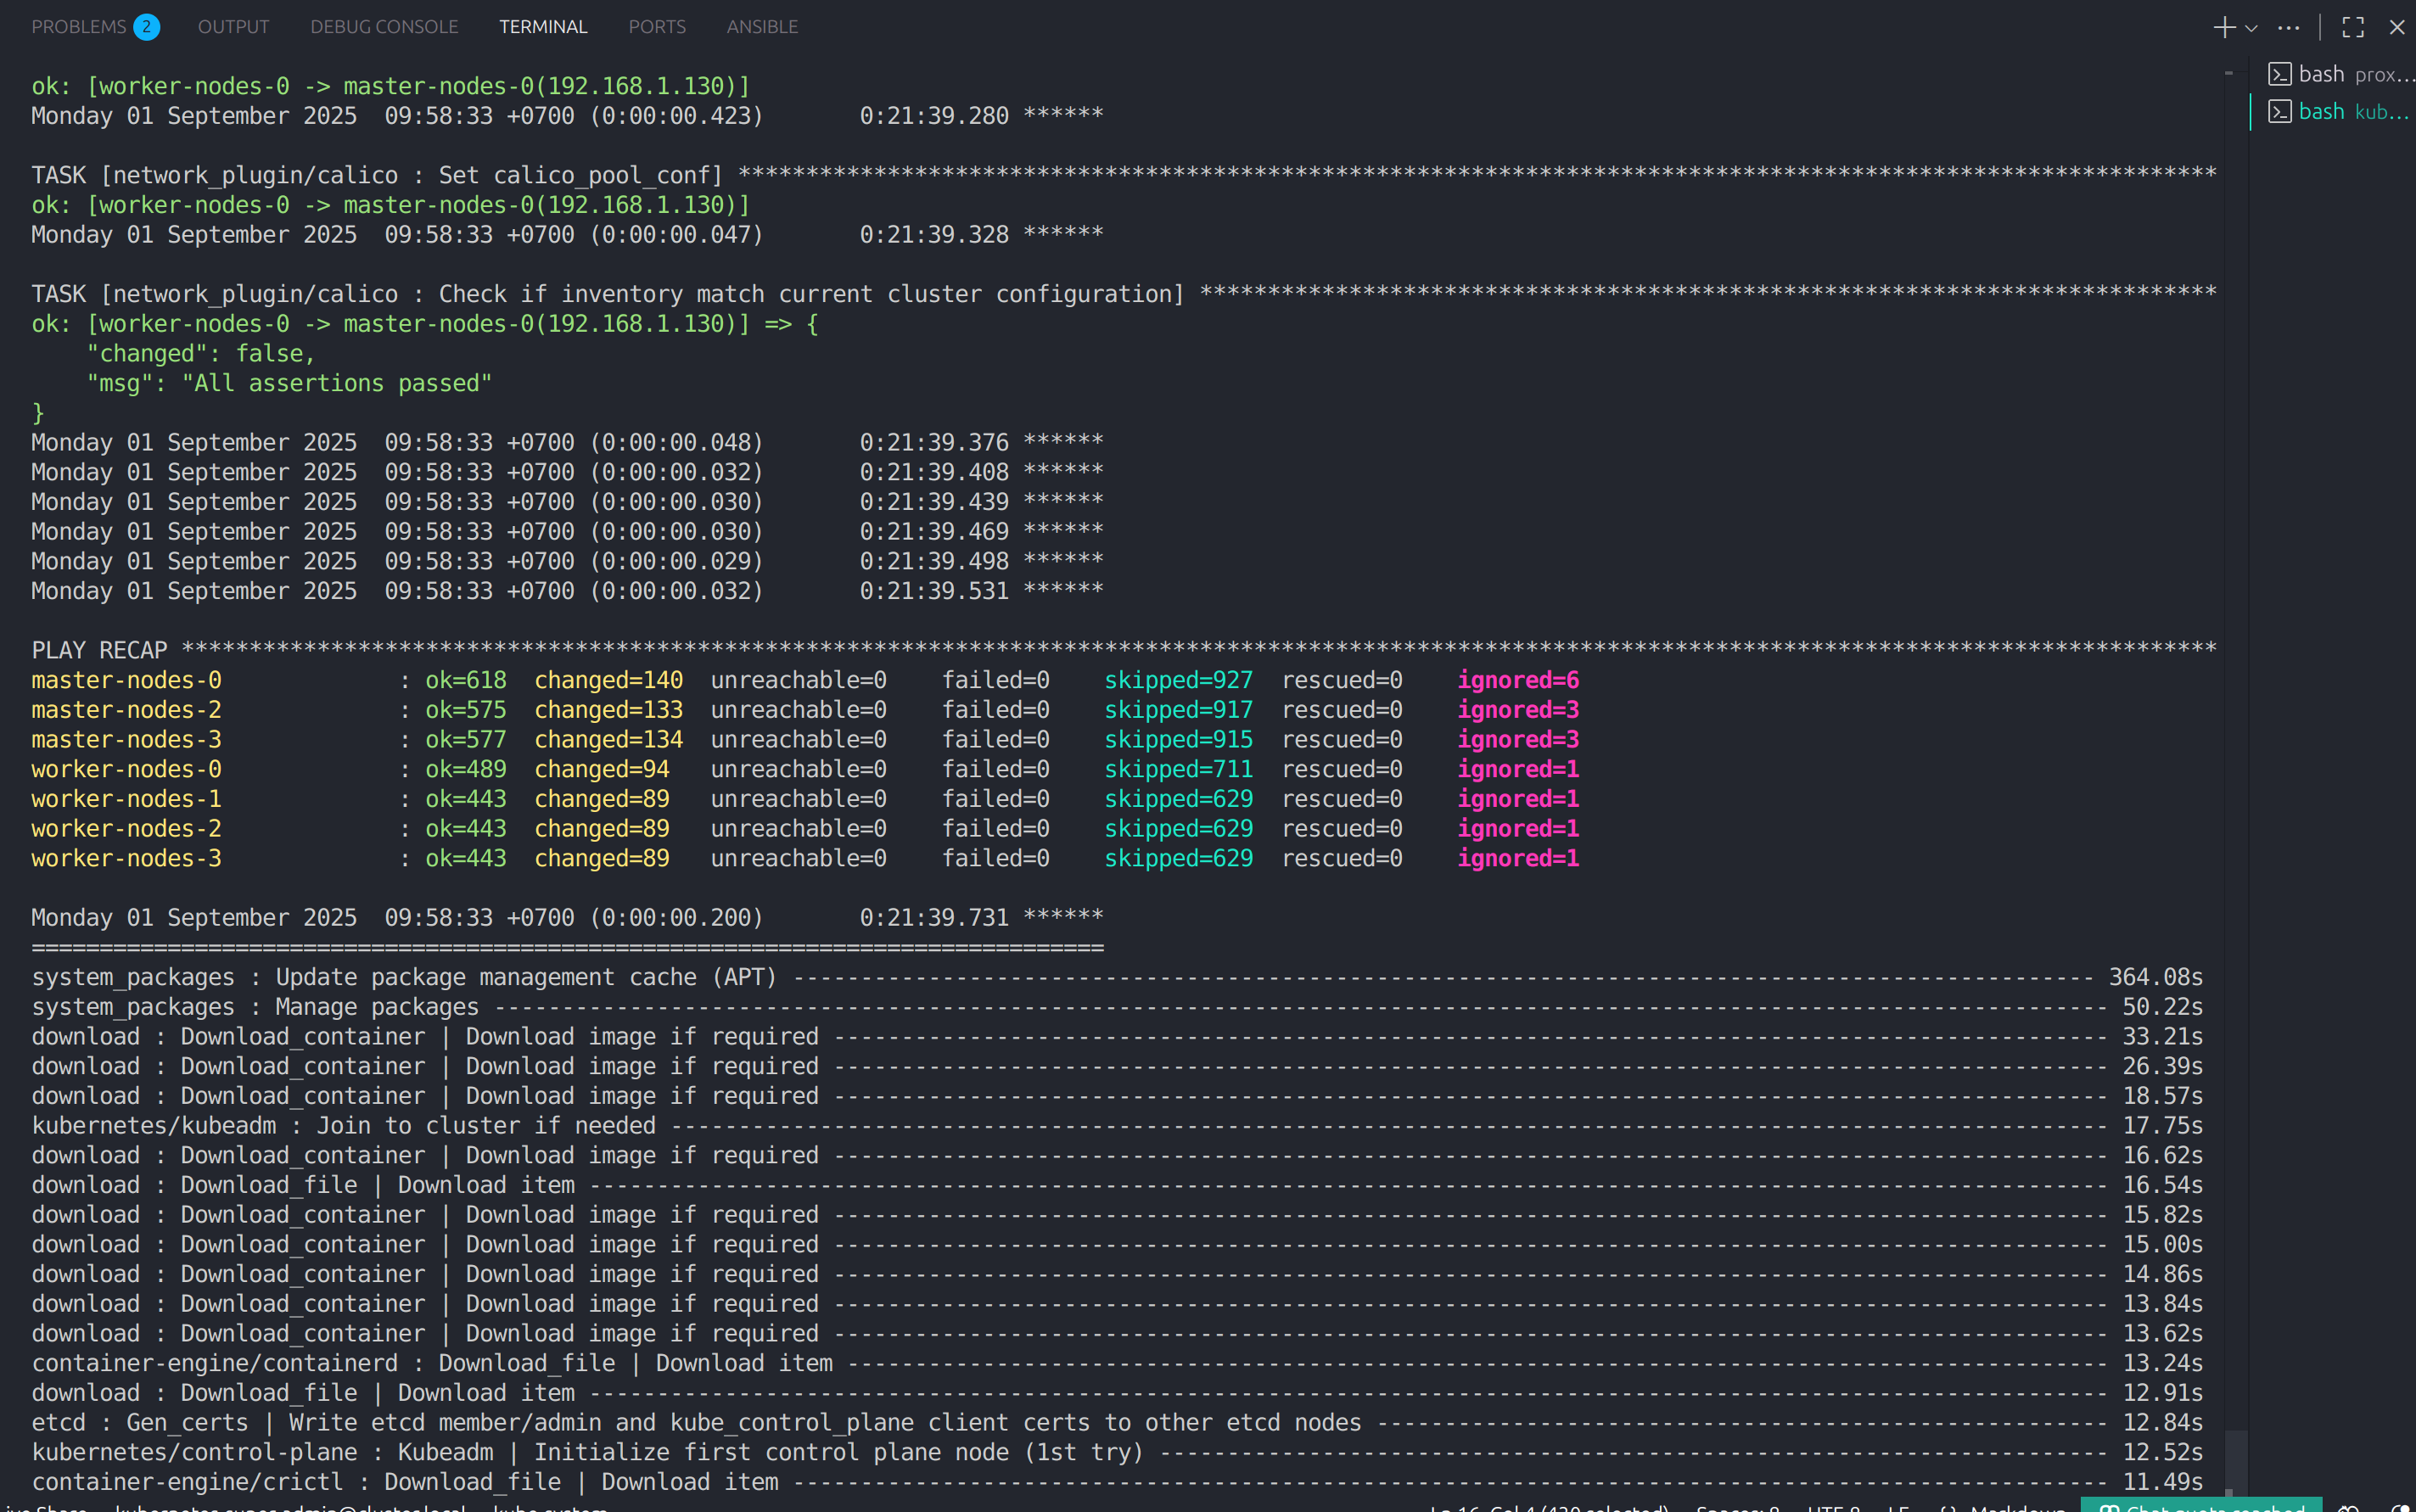 PROBLEMS 2 OUTPUT DEBUG CONSOLE TERMINAL PORTS ANSIBLE
bash prox...
bash kub...
ok: [worker-nodes-0 -> master-nodes-0(192.168.1.130)]
Monday 01 September 2025  09:58:33 +0700 (0:00:00.423)       0:21:39.280 ******
TASK [network_plugin/calico : Set calico_pool_conf] *************************************************************************************************************
ok: [worker-nodes-0 -> master-nodes-0(192.168.1.130)]
Monday 01 September 2025  09:58:33 +0700 (0:00:00.047)       0:21:39.328 ******
TASK [network_plugin/calico : Check if inventory match current cluster configuration] ***************************************************************************
ok: [worker-nodes-0 -> master-nodes-0(192.168.1.130)] => {
    "changed": false,
    "msg": "All assertions passed"
}
Monday 01 September 2025  09:58:33 +0700 (0:00:00.048)       0:21:39.376 ******
Monday 01 September 2025  09:58:33 +0700 (0:00:00.032)       0:21:39.408 ******
Monday 01 September 2025  09:58:33 +0700 (0:00:00.030)       0:21:39.439 ******
Monday 01 September 2025  09:58:33 +0700 (0:00:00.030)       0:21:39.469 ******
Monday 01 September 2025  09:58:33 +0700 (0:00:00.029)       0:21:39.498 ******
Monday 01 September 2025  09:58:33 +0700 (0:00:00.032)       0:21:39.531 ******
PLAY RECAP ******************************************************************************************************************************************************
master-nodes-0             : ok=618  changed=140  unreachable=0    failed=0    skipped=927  rescued=0    ignored=6
master-nodes-2             : ok=575  changed=133  unreachable=0    failed=0    skipped=917  rescued=0    ignored=3
master-nodes-3             : ok=577  changed=134  unreachable=0    failed=0    skipped=915  rescued=0    ignored=3
worker-nodes-0             : ok=489  changed=94   unreachable=0    failed=0    skipped=711  rescued=0    ignored=1
worker-nodes-1             : ok=443  changed=89   unreachable=0    failed=0    skipped=629  rescued=0    ignored=1
worker-nodes-2             : ok=443  changed=89   unreachable=0    failed=0    skipped=629  rescued=0    ignored=1
worker-nodes-3             : ok=443  changed=89   unreachable=0    failed=0    skipped=629  rescued=0    ignored=1
Monday 01 September 2025  09:58:33 +0700 (0:00:00.200)       0:21:39.731 ******
===============================================================================
system_packages : Update package management cache (APT) ------------------------------------------------------------------------------------------------ 364.08s
system_packages : Manage packages ----------------------------------------------------------------------------------------------------------------------- 50.22s
download : Download_container | Download image if required ---------------------------------------------------------------------------------------------- 33.21s
download : Download_container | Download image if required ---------------------------------------------------------------------------------------------- 26.39s
download : Download_container | Download image if required ---------------------------------------------------------------------------------------------- 18.57s
kubernetes/kubeadm : Join to cluster if needed ---------------------------------------------------------------------------------------------------------- 17.75s
download : Download_container | Download image if required ---------------------------------------------------------------------------------------------- 16.62s
download : Download_file | Download item ---------------------------------------------------------------------------------------------------------------- 16.54s
download : Download_container | Download image if required ---------------------------------------------------------------------------------------------- 15.82s
download : Download_container | Download image if required ---------------------------------------------------------------------------------------------- 15.00s
download : Download_container | Download image if required ---------------------------------------------------------------------------------------------- 14.86s
download : Download_container | Download image if required ---------------------------------------------------------------------------------------------- 13.84s
download : Download_container | Download image if required ---------------------------------------------------------------------------------------------- 13.62s
container-engine/containerd : Download_file | Download item --------------------------------------------------------------------------------------------- 13.24s
download : Download_file | Download item ---------------------------------------------------------------------------------------------------------------- 12.91s
etcd : Gen_certs | Write etcd member/admin and kube_control_plane client certs to other etcd nodes ------------------------------------------------------ 12.84s
kubernetes/control-plane : Kubeadm | Initialize first control plane node (1st try) ---------------------------------------------------------------------- 12.52s
container-engine/crictl : Download_file | Download item ------------------------------------------------------------------------------------------------- 11.49s